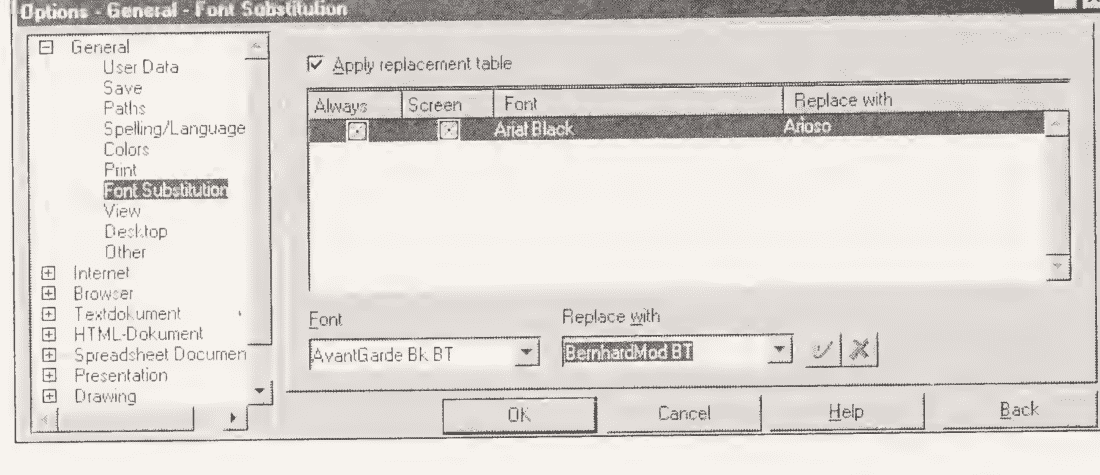 Options - General - Font Substitution
General
User Data
Save
Paths
Spelling/Language
Colors
Print
Font Substitution
View
Desktop
Other
Internet
Browser
Textdokument
HTML-Dokument
Spreadsheet Documen
Presentation
Drawing
Apply replacement table
Always Screen Font Replace with
Arial Black Arioso
Font Replace with
AvantGarde Bk BT BernhardMod BT
OK Cancel Help Back